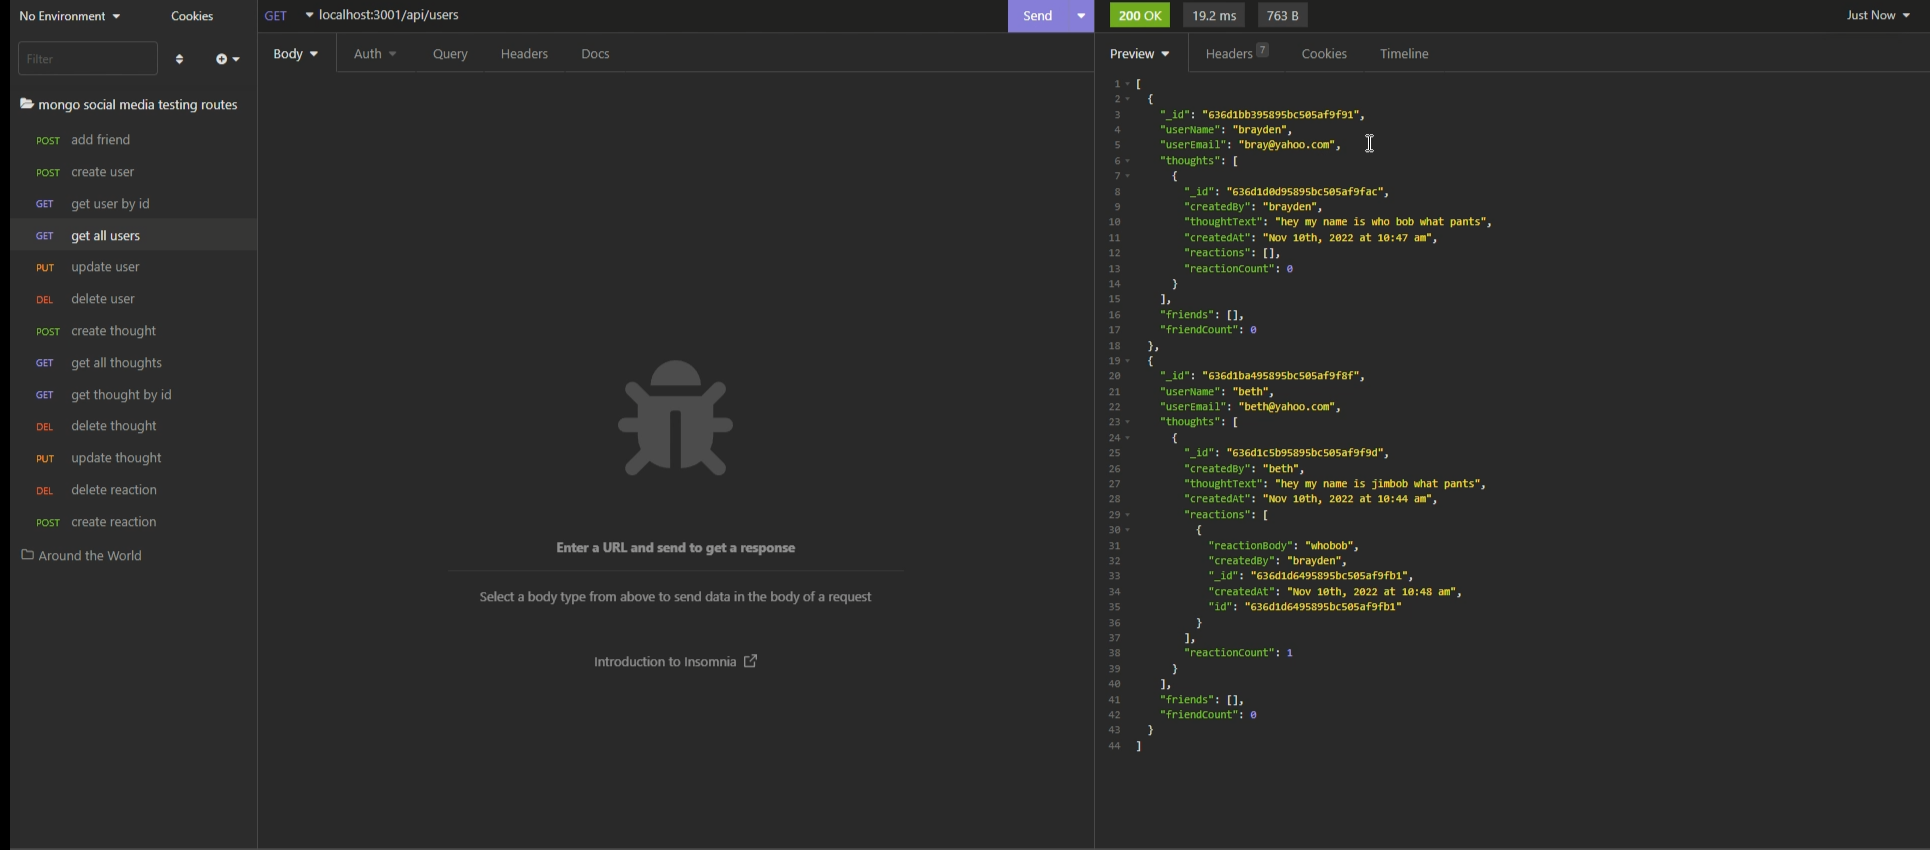 No Environment
Cookies
GET localhost:3001/api/users
Send
200 OK
19.2 ms
763 B
Just Now
Filter
Body
Auth
Query
Headers
Docs
Preview
Headers 7
Cookies
Timeline
mongo social media testing routes
POST add friend
POST create user
GET get user by id
GET get all users
PUT update user
DEL delete user
POST create thought
GET get all thoughts
GET get thought by id
DEL delete thought
PUT update thought
DEL delete reaction
POST create reaction
Around the World
Enter a URL and send to get a response
Select a body type from above to send data in the body of a request
Introduction to Insomnia
1 [
2 {
3 "_id": "636d1bb395895bc505af9f91",
4 "userName": "brayden",
5 "userEmail": "bray@yahoo.com",
6 "thoughts": [
7 {
8 "_id": "636d1d0d95895bc505af9fac",
9 "createdBy": "brayden",
10 "thoughtText": "hey my name is who bob what pants",
11 "createdAt": "Nov 10th, 2022 at 10:47 am",
12 "reactions": [],
13 "reactionCount": 0
14 }
15 ],
16 "friends": [],
17 "friendCount": 0
18 },
19 {
20 "_id": "636d1ba495895bc505af9f8f",
21 "userName": "beth",
22 "userEmail": "beth@yahoo.com",
23 "thoughts": [
24 {
25 "_id": "636d1c5b95895bc505af9f9d",
26 "createdBy": "beth",
27 "thoughtText": "hey my name is jimbob what pants",
28 "createdAt": "Nov 10th, 2022 at 10:44 am",
29 "reactions": [
30 {
31 "reactionBody": "whobob",
32 "createdBy": "brayden",
33 "_id": "636d1d6495895bc505af9fb1",
34 "createdAt": "Nov 10th, 2022 at 10:48 am",
35 "id": "636d1d6495895bc505af9fb1"
36 }
37 ],
38 "reactionCount": 1
39 }
40 ],
41 "friends": [],
42 "friendCount": 0
43 }
44 ]